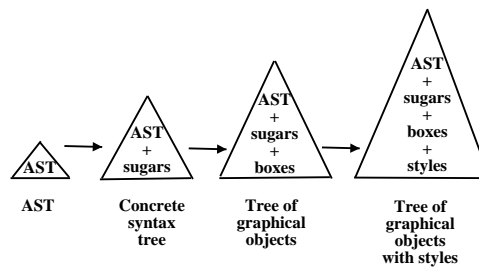 AST
AST
+
sugars
AST
+
sugars
+
boxes
AST
+
sugars
+
boxes
+
styles
AST
Concrete
syntax
tree
Tree of
graphical
objects
Tree of
graphical
objects
with styles